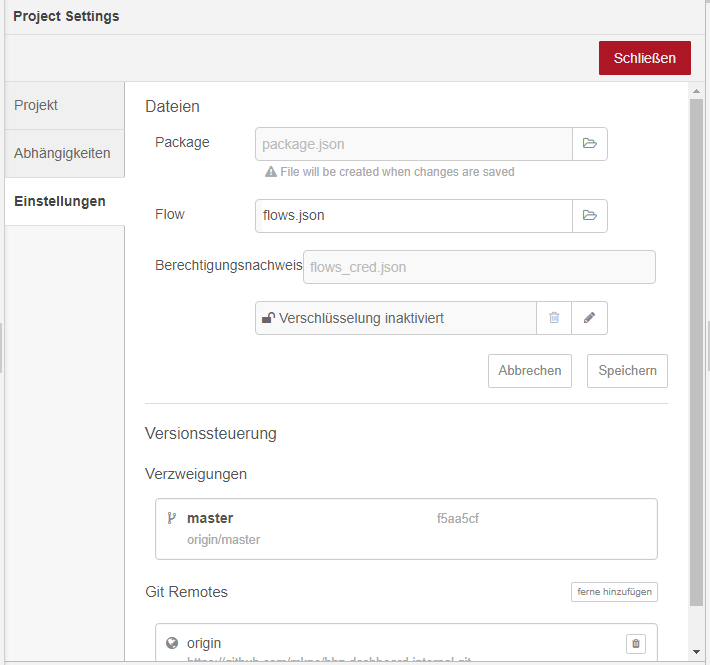 Project Settings
Schließen
Projekt
Abhängigkeiten
Einstellungen
Dateien
Package
package.json
File will be created when changes are saved
Flow
flows.json
Berechtigungsnachweis
flows_cred.json
Verschlüsselung inaktiviert
Abbrechen
Speichern
Versionssteuerung
Verzweigungen
master
f5aa5cf
origin/master
Git Remotes
ferne hinzufügen
origin